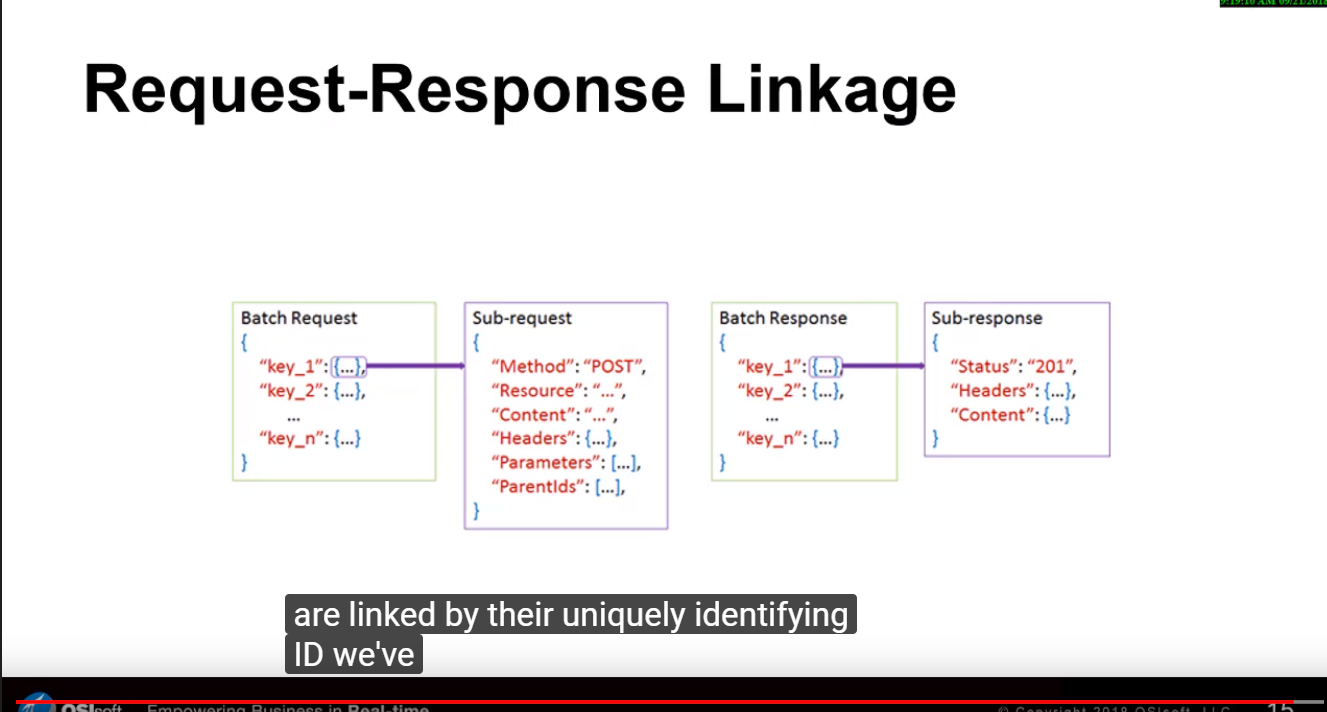 9:19:10 AM 09/21/2018
Request-Response Linkage
Batch Request
{
“key_1”: {...},
“key_2”: {...},
...
“key_n”: {...}
}
Sub-request
{
“Method”: “POST”,
“Resource”: “...”,
“Content”: “...”,
“Headers”: {...},
“Parameters”: [...],
“ParentIds”: [...],
}
Batch Response
{
“key_1”: {...},
“key_2”: {...},
...
“key_n”: {...}
}
Sub-response
{
“Status”: “201”,
“Headers”: {...},
“Content”: {...}
}
are linked by their uniquely identifying
ID we've
OSIsoft Empowering Business in Real-time
© Copyright 2018 OSIsoft, LLC 15